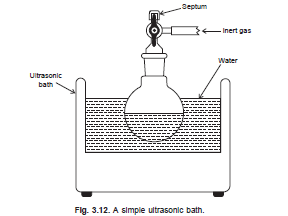 Septum
Inert gas
Water
Ultrasonic
bath
Fig. 3.12. A simple ultrasonic bath.